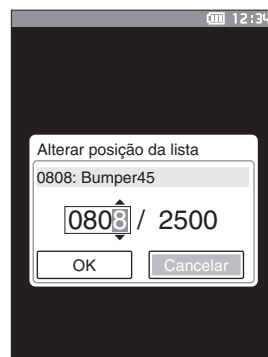 12:34
Alterar posição da lista
0808: Bumper45
0808 / 2500
OK
Cancelar